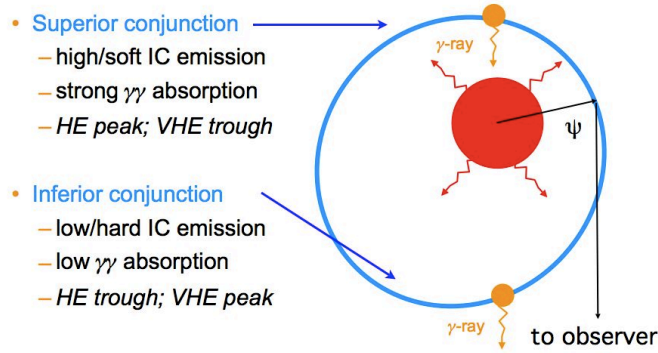 • Superior conjunction
– high/soft IC emission
– strong γγ absorption
– HE peak; VHE trough
• Inferior conjunction
– low/hard IC emission
– low γγ absorption
– HE trough; VHE peak
γ-ray
ψ
γ-ray
to observer